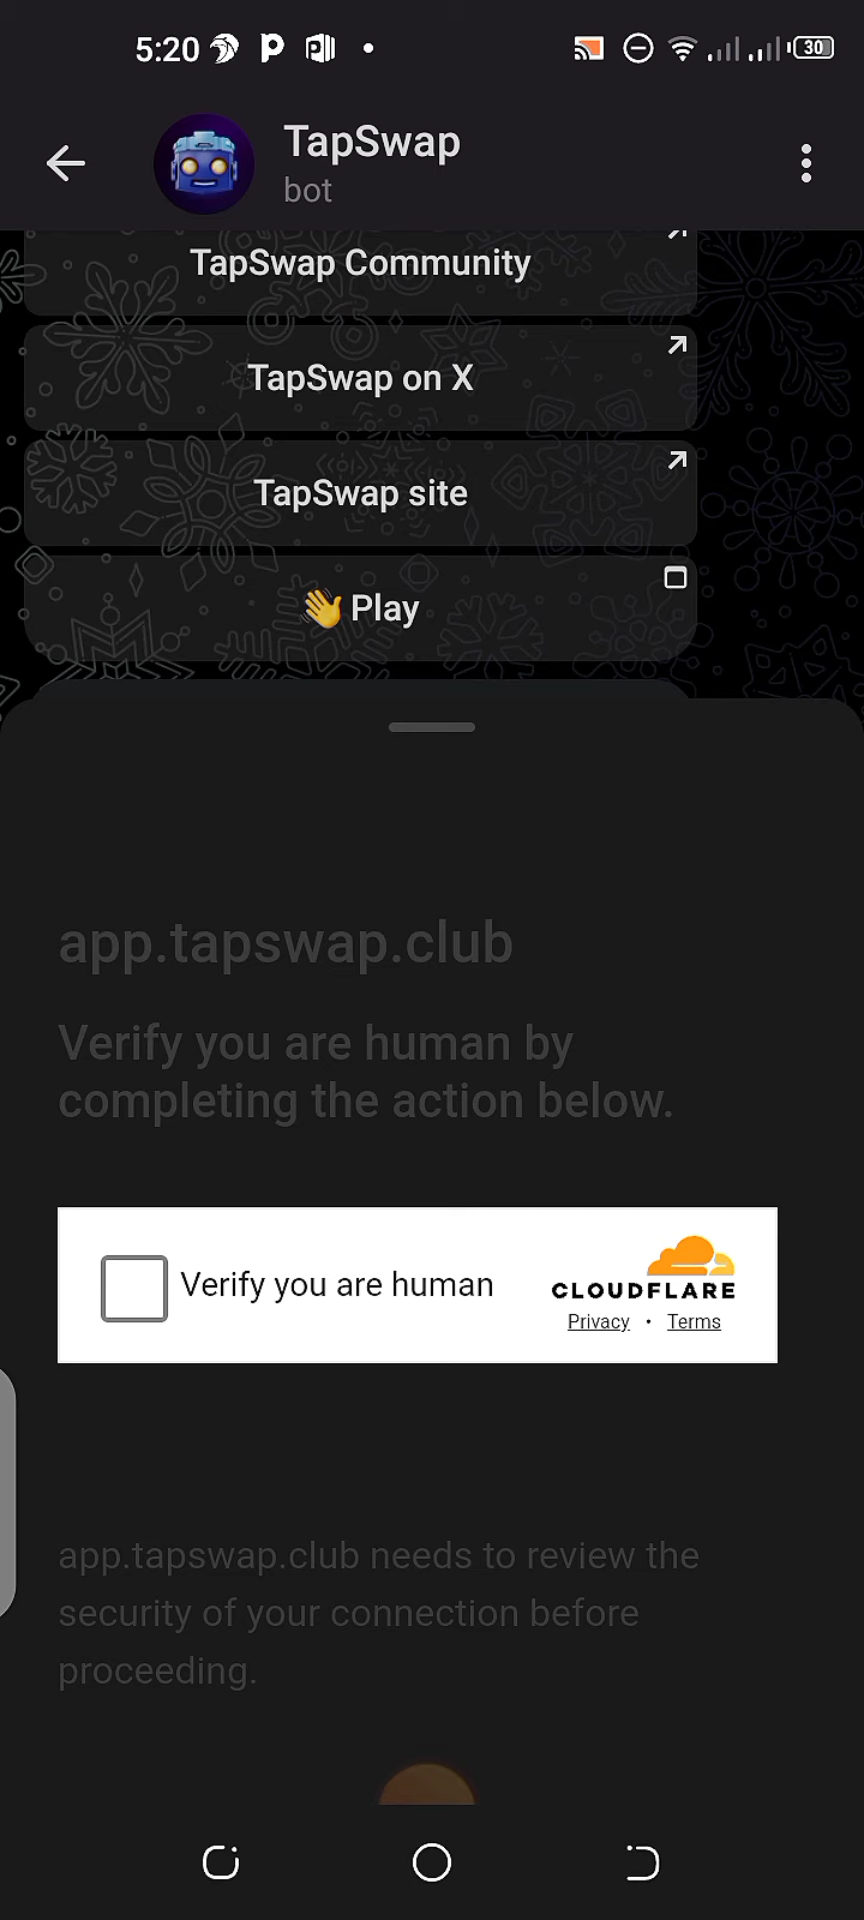 5:20
30
TapSwap
bot
TapSwap Community
TapSwap on X
TapSwap site
👋 Play
app.tapswap.club
Verify you are human by
completing the action below.
Verify you are human
CLOUDFLARE
Privacy • Terms
app.tapswap.club needs to review the
security of your connection before
proceeding.